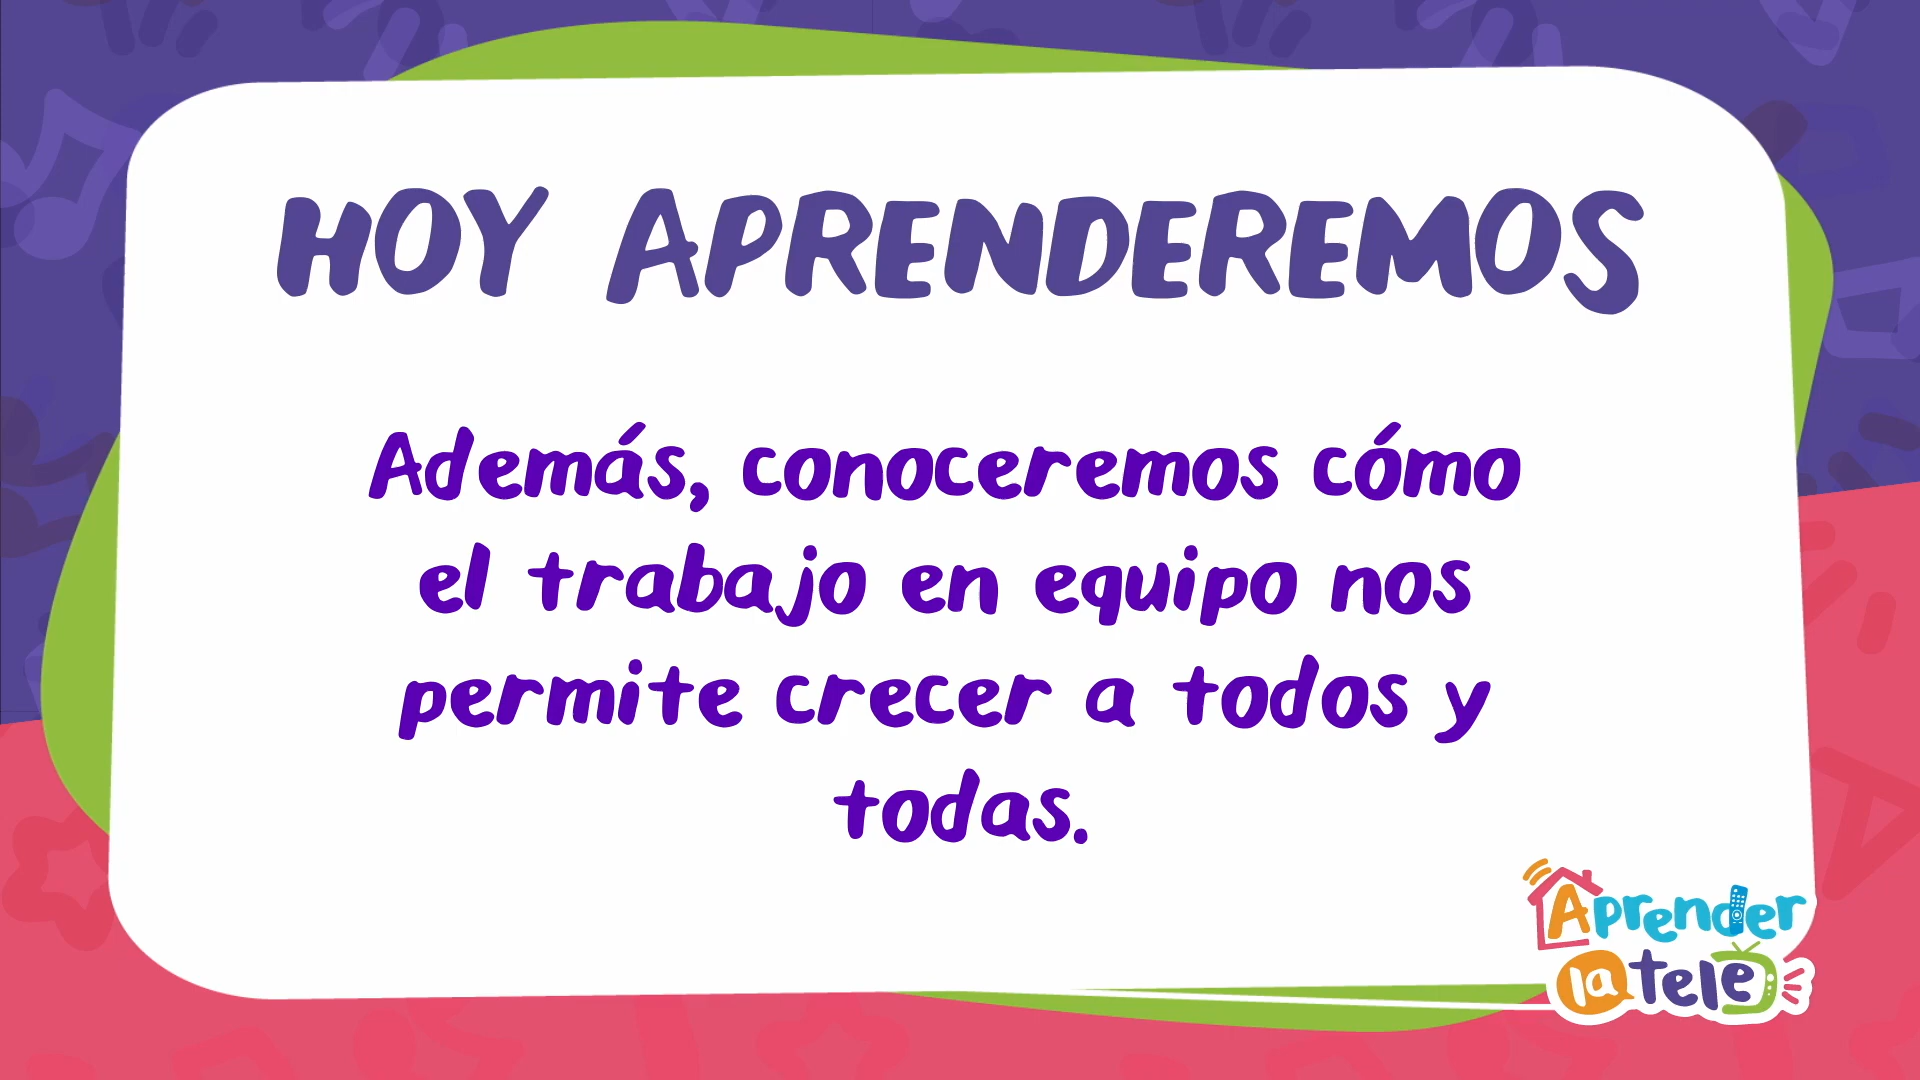 HOY APRENDEREMOS
Además, conoceremos cómo
el trabajo en equipo nos
permite crecer a todos y
todas.
Aprender
la tele